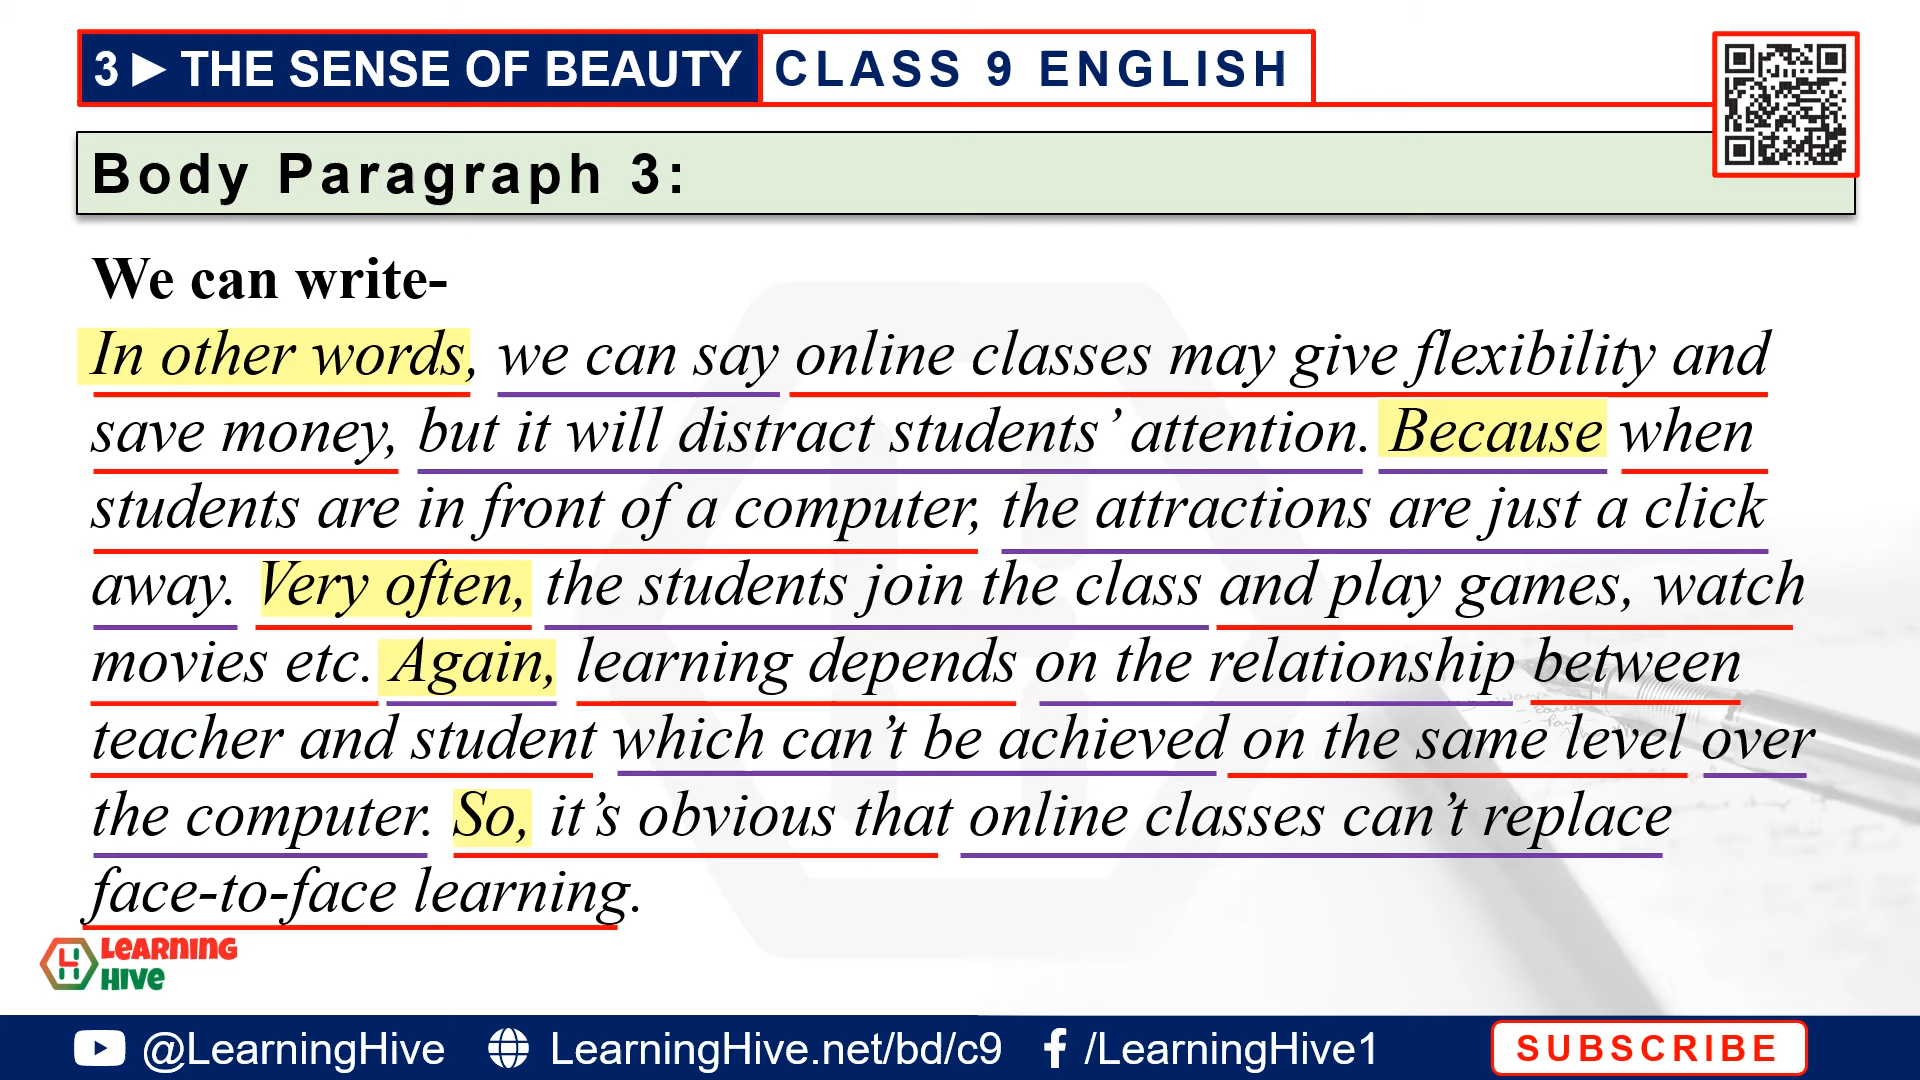 3 ► THE SENSE OF BEAUTY CLASS 9 ENGLISH
Body Paragraph 3:
We can write-
In other words, we can say online classes may give flexibility and
save money, but it will distract students’ attention. Because when
students are in front of a computer, the attractions are just a click
away. Very often, the students join the class and play games, watch
movies etc. Again, learning depends on the relationship between
teacher and student which can’t be achieved on the same level over
the computer. So, it’s obvious that online classes can’t replace
face-to-face learning.
LEARNING
HIVE
@LearningHive LearningHive.net/bd/c9 /LearningHive1 SUBSCRIBE